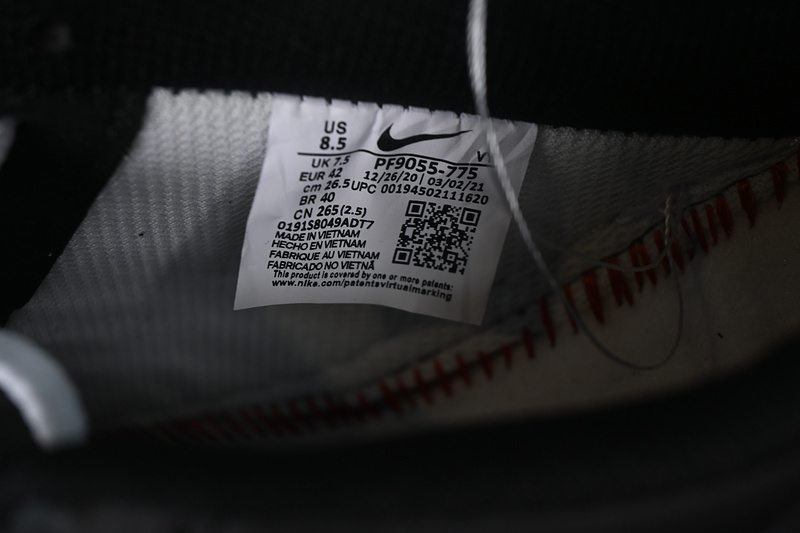 US
8.5
V
UK 7.5 PF9055-775
EUR 42 12/26/20 | 03/02/21
cm 26.5 UPC 00194502111620
BR 40
CN 265(2.5)
0191S8049ADT7
MADE IN VIETNAM
HECHO EN VIETNAM
FABRIQUE AU VIETNAM
FABRICADO NO VIETNÃ
This product is covered by one or more patents:
www.nike.com/patentsvirtualmarking